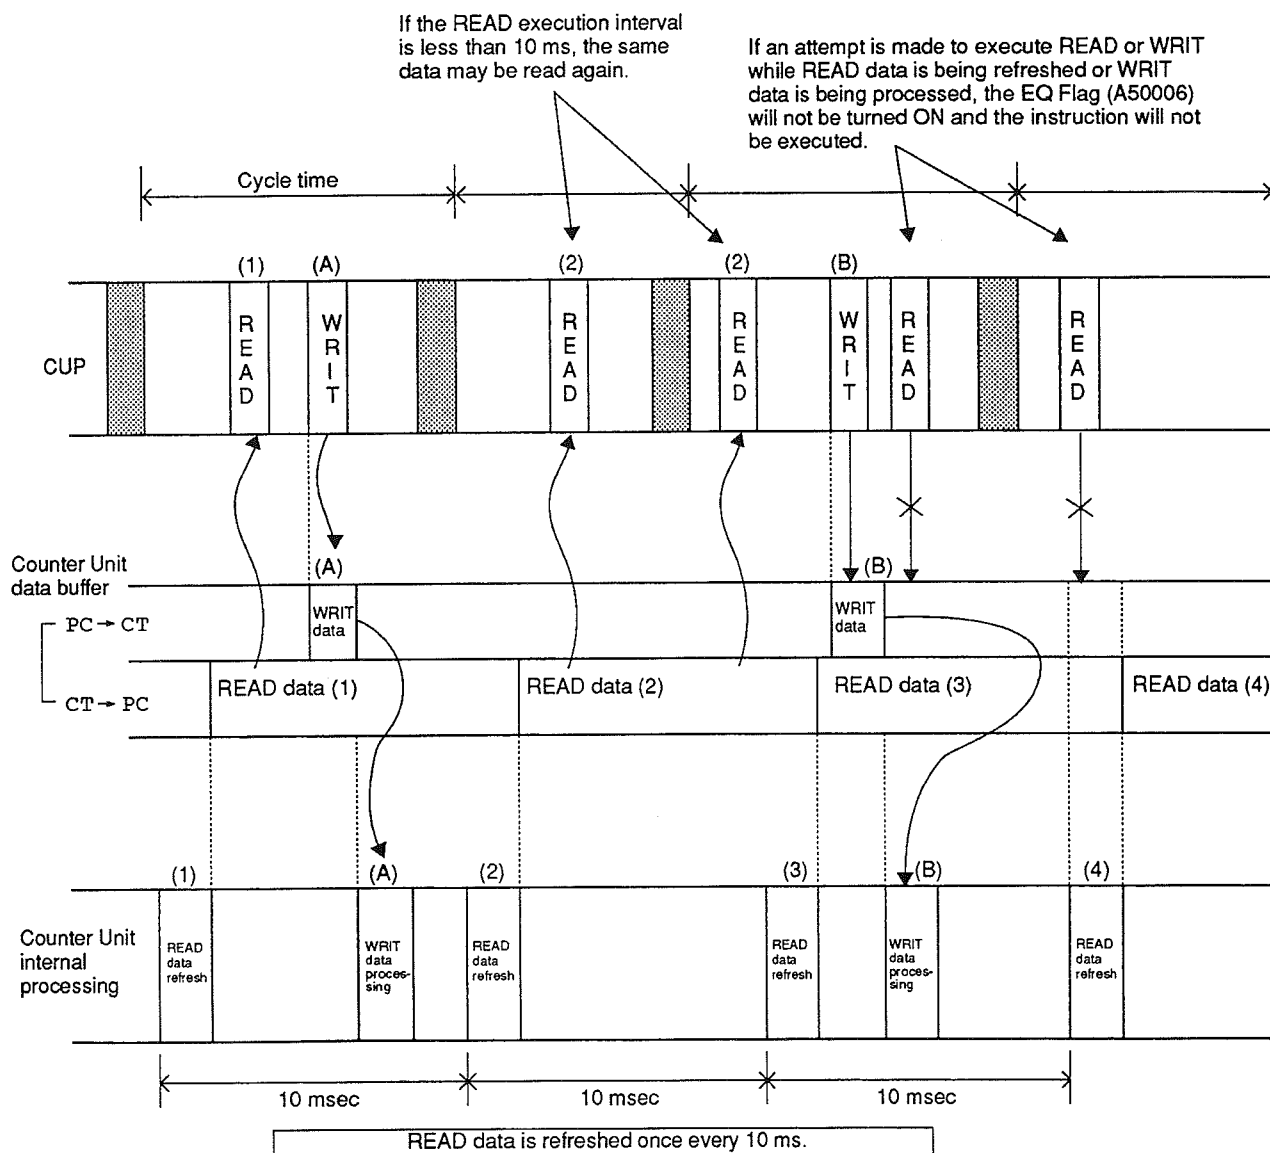 If the READ execution interval
is less than 10 ms, the same
data may be read again.
If an attempt is made to execute READ or WRIT
while READ data is being refreshed or WRIT
data is being processed, the EQ Flag (A50006)
will not be turned ON and the instruction will not
be executed.
Cycle time
(1) (A) (2) (2) (B)
CUP
READ
WRIT
READ
READ
WRIT
READ
READ
Counter Unit
data buffer
(A) (B)
PC → CT
WRIT
data
WRIT
data
CT → PC
READ data (1) READ data (2) READ data (3) READ data (4)
(1) (A) (2) (3) (B) (4)
Counter Unit
internal
processing
READ
data
refresh
WRIT
data
proces-
sing
READ
data
refresh
READ
data
refresh
WRIT
data
proces-
sing
READ
data
refresh
10 msec 10 msec 10 msec
READ data is refreshed once every 10 ms.